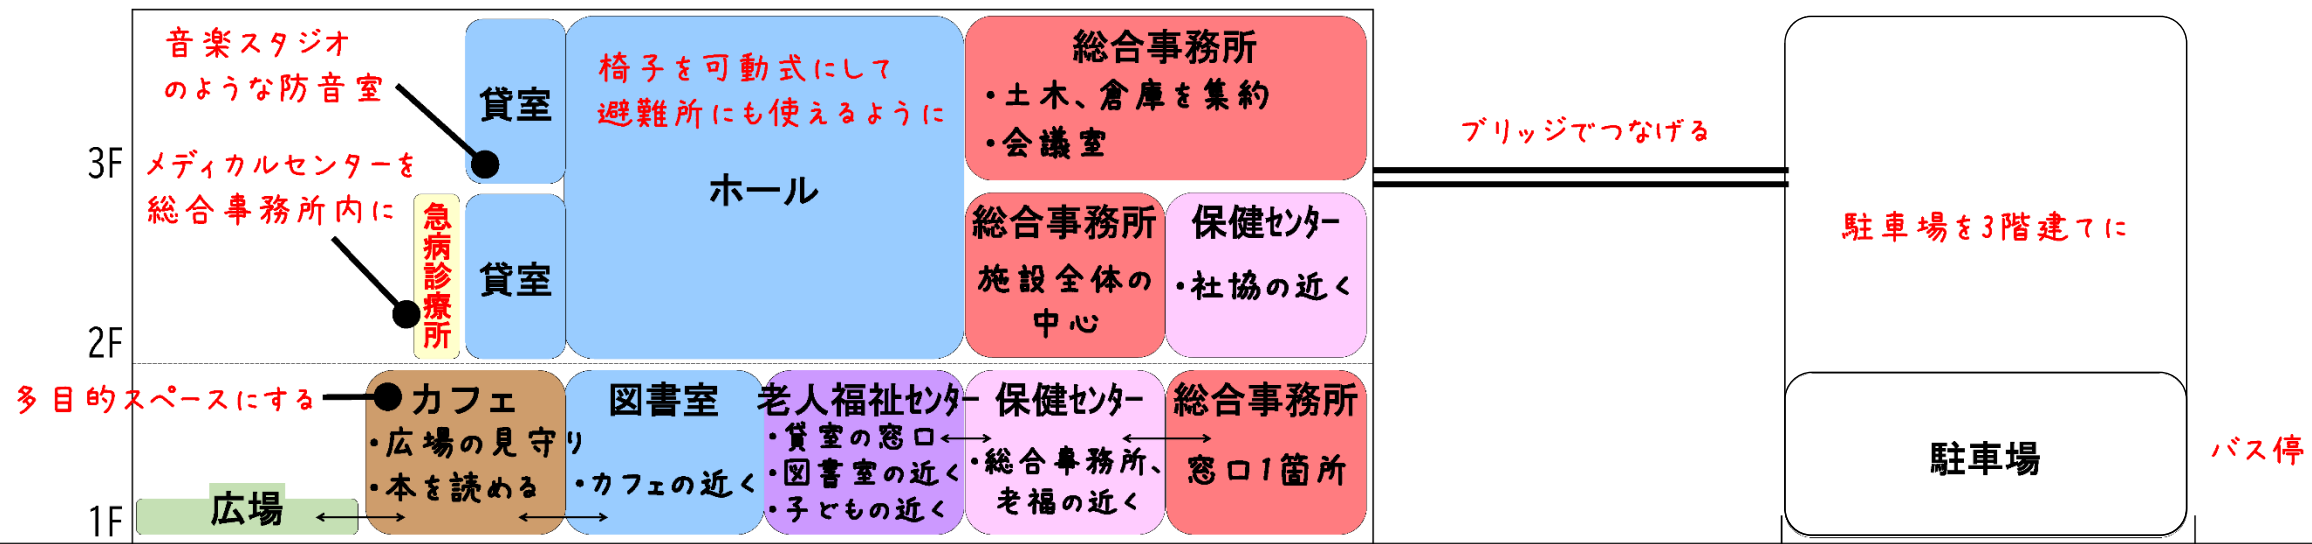 音楽スタジオ
のような防音室
貸室
椅子を可動式にして
避難所にも使えるように
ホール
総合事務所
・土木、倉庫を集約
・会議室
ブリッジでつなげる
3F
メディカルセンターを
総合事務所内に
急病診療所
貸室
総合事務所
施設全体の
中心
保健センター
・社協の近く
駐車場を3階建てに
2F
多目的スペースにする
カフェ
・広場の見守り
・本を読める
図書室
・カフェの近く
老人福祉センター
・貸室の窓口
・図書室の近く
・子どもの近く
保健センター
・総合事務所、
老福の近く
総合事務所
窓口1箇所
駐車場
バス停
1F
広場